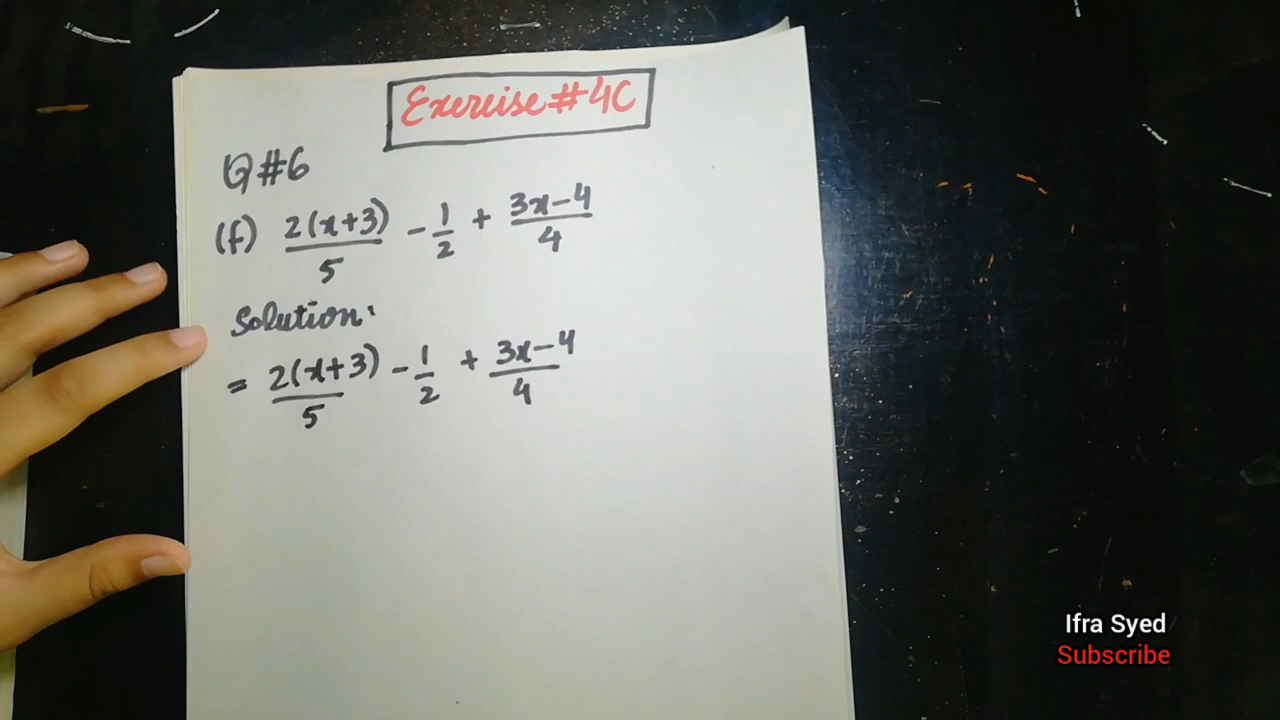 Exercise #4C
Q#6
(f) 2(x+3)/5 - 1/2 + 3x-4/4
Solution:
= 2(x+3)/5 - 1/2 + 3x-4/4
Ifra Syed
Subscribe